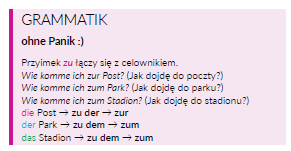 GRAMMATIK
ohne Panik :)
Przyimek zu łączy się z celownikiem.
Wie komme ich zur Post? (Jak dojdę do poczty?)
Wie komme ich zum Park? (Jak dojdę do parku?)
Wie komme ich zum Stadion? (Jak dojdę do stadionu?)
die Post → zu der → zur
der Park → zu dem → zum
das Stadion → zu dem → zum